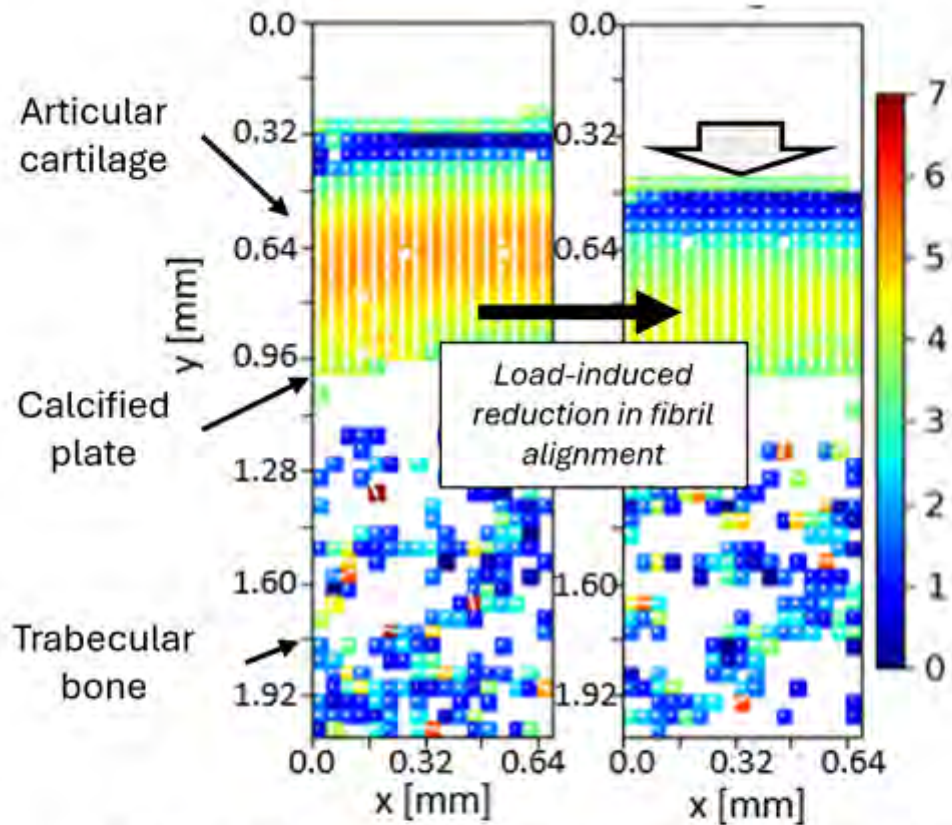 Articular
cartilage
Calcified
plate
Trabecular
bone
y [mm]
0.0
0.32
0.64
0.96
1.28
1.60
1.92
0.0 0.32 0.64
x [mm]
0.0
0.32
0.64
1.60
1.92
0.0 0.32 0.64
x [mm]
Load-induced
reduction in fibril
alignment
7
6
5
4
3
2
1
0